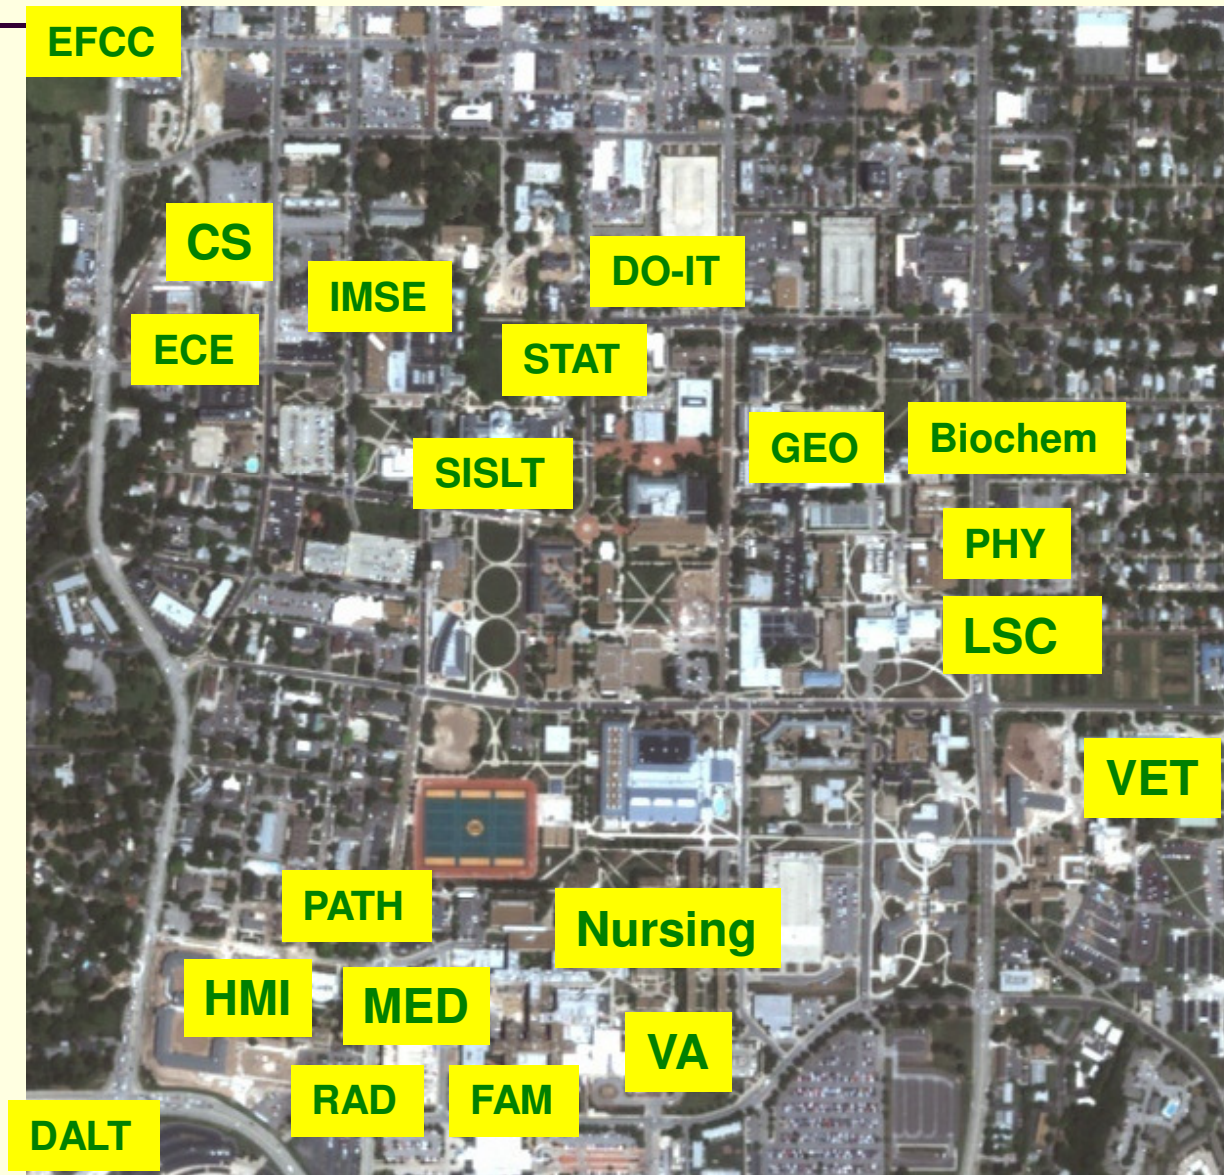 EFCC
CS
DO-IT
IMSE
ECE
STAT
GEO
Biochem
SISLT
PHY
LSC
VET
PATH
Nursing
HMI
MED
VA
RAD
FAM
DALT